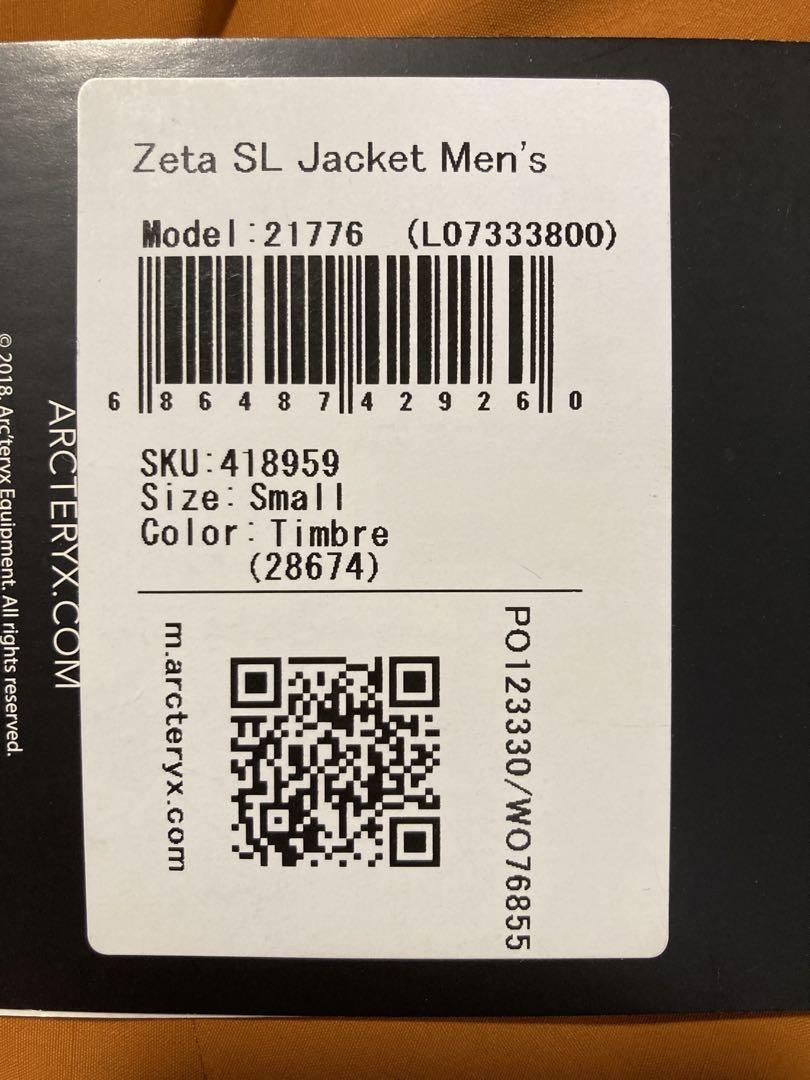 Zeta SL Jacket Men's
Model:21776 (L07333800)
6 86487 42926 0
SKU:418959
Size: Small
Color: Timbre
(28674)
m.arcteryx.com
PO123330/WO76855
ARCTERYX.COM
© 2018, Arc'teryx Equipment. All rights reserved.